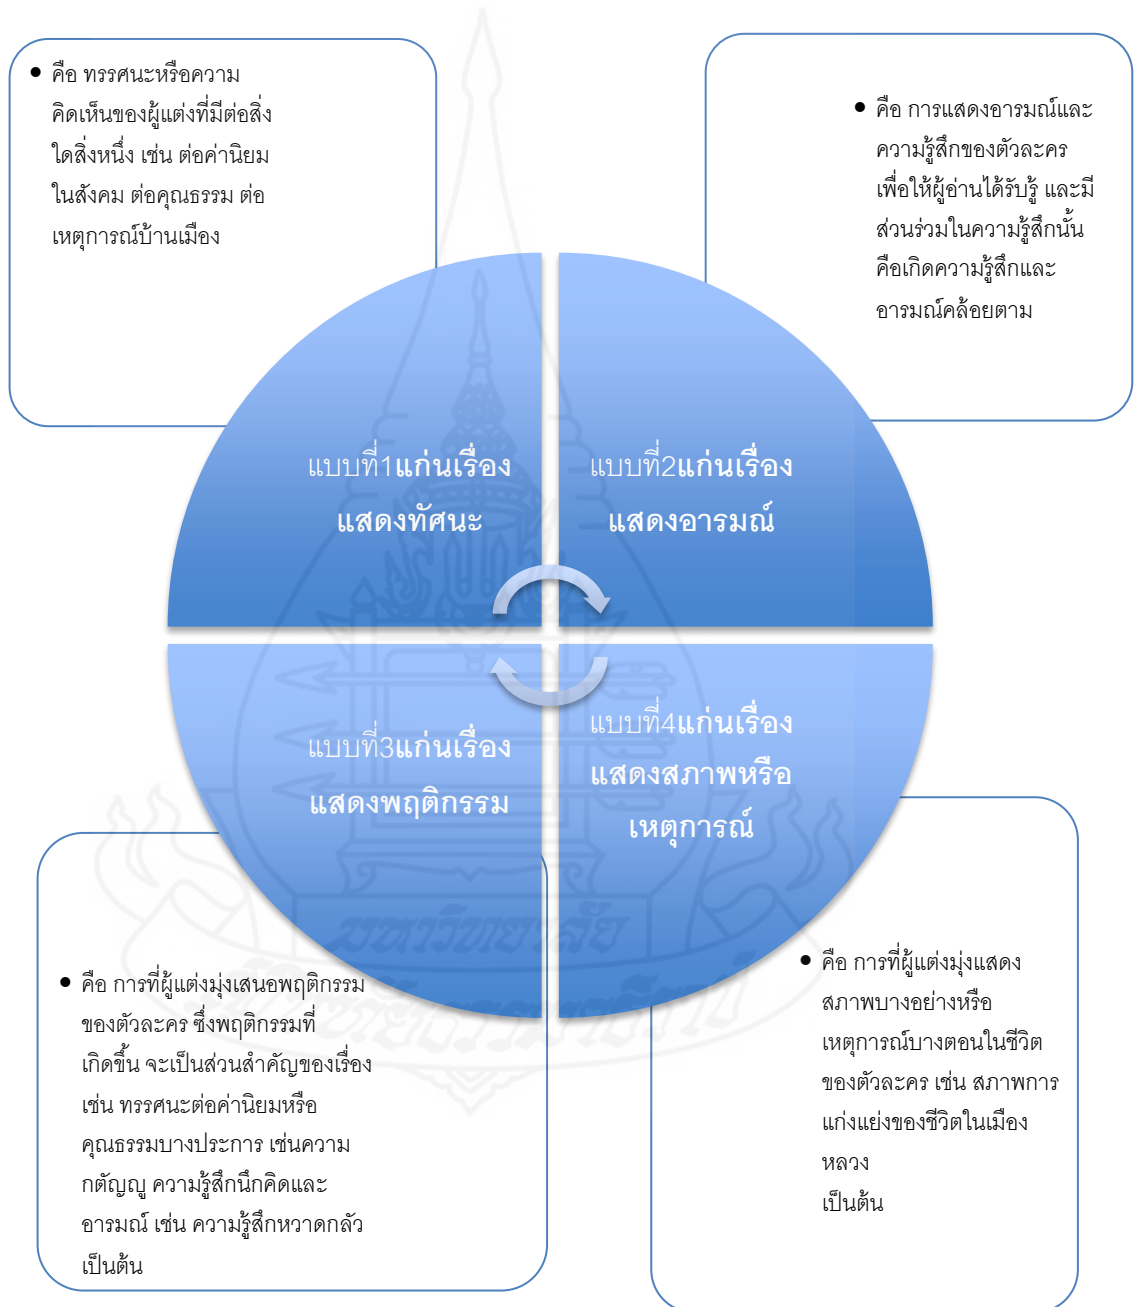 • คือ ทรรศนะหรือความ
คิดเห็นของผู้แต่งที่มีต่อสิ่ง
ใดสิ่งหนึ่ง เช่น ต่อค่านิยม
ในสังคม ต่อคุณธรรม ต่อ
เหตุการณ์บ้านเมือง
• คือ การแสดงอารมณ์และ
ความรู้สึกของตัวละคร
เพื่อให้ผู้อ่านได้รับรู้ และมี
ส่วนร่วมในความรู้สึกนั้น
คือเกิดความรู้สึกและ
อารมณ์คล้อยตาม
แบบที่1แก่นเรื่อง
แสดงทัศนะ
แบบที่2แก่นเรื่อง
แสดงอารมณ์
แบบที่3แก่นเรื่อง
แสดงพฤติกรรม
แบบที่4แก่นเรื่อง
แสดงสภาพหรือ
เหตุการณ์
มหาวิทยาลัย
สุโขทัยธรรมาธิราช
• คือ การที่ผู้แต่งมุ่งเสนอพฤติกรรม
ของตัวละคร ซึ่งพฤติกรรมที่
เกิดขึ้น จะเป็นส่วนสำคัญของเรื่อง
เช่น ทรรศนะต่อค่านิยมหรือ
คุณธรรมบางประการ เช่นความ
กตัญญู ความรู้สึกนึกคิดและ
อารมณ์ เช่น ความรู้สึกหวาดกลัว
เป็นต้น
• คือ การที่ผู้แต่งมุ่งแสดง
สภาพบางอย่างหรือ
เหตุการณ์บางตอนในชีวิต
ของตัวละคร เช่น สภาพการ
แก่งแย่งของชีวิตในเมือง
หลวง
เป็นต้น